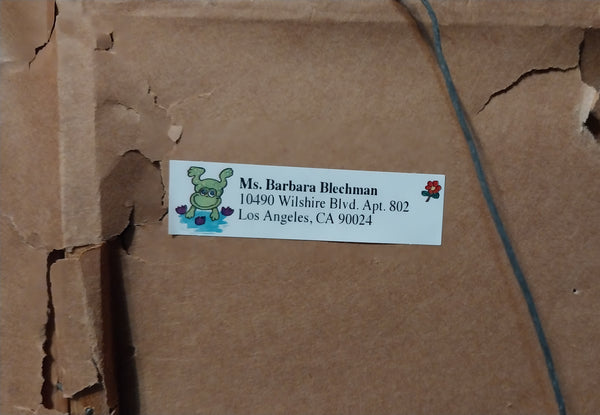 Ms. Barbara Blechman
10490 Wilshire Blvd. Apt. 802
Los Angeles, CA 90024